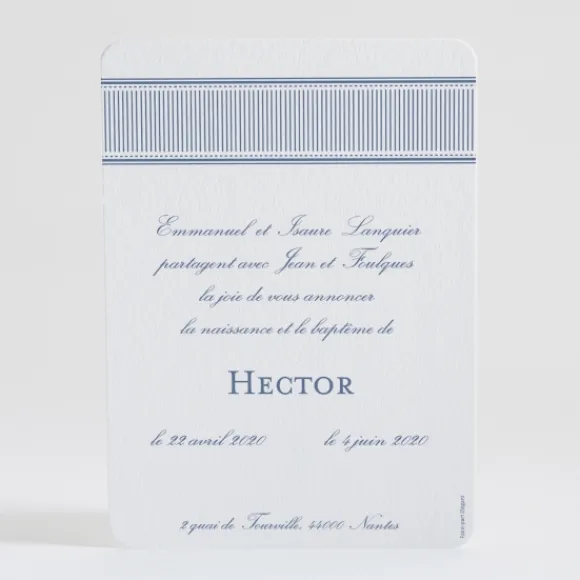 Emmanuel et Isaure Lanquier
partagent avec Jean et Foulques
la joie de vous annoncer
la naissance et le baptême de
HECTOR
le 22 avril 2020 le 4 juin 2020
2 quai de Tourville, 44000 Nantes